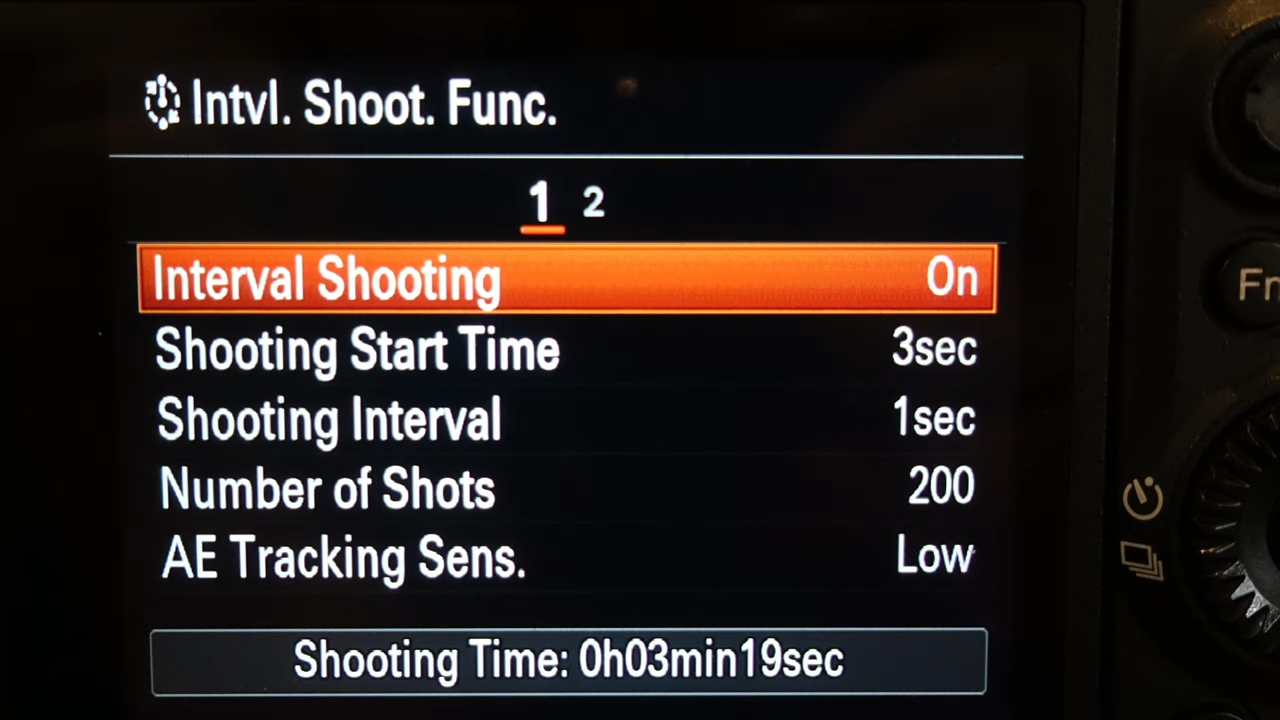 Intvl. Shoot. Func.
1 2
Interval Shooting On
Shooting Start Time 3sec
Shooting Interval 1sec
Number of Shots 200
AE Tracking Sens. Low
Shooting Time: 0h03min19sec
Fn